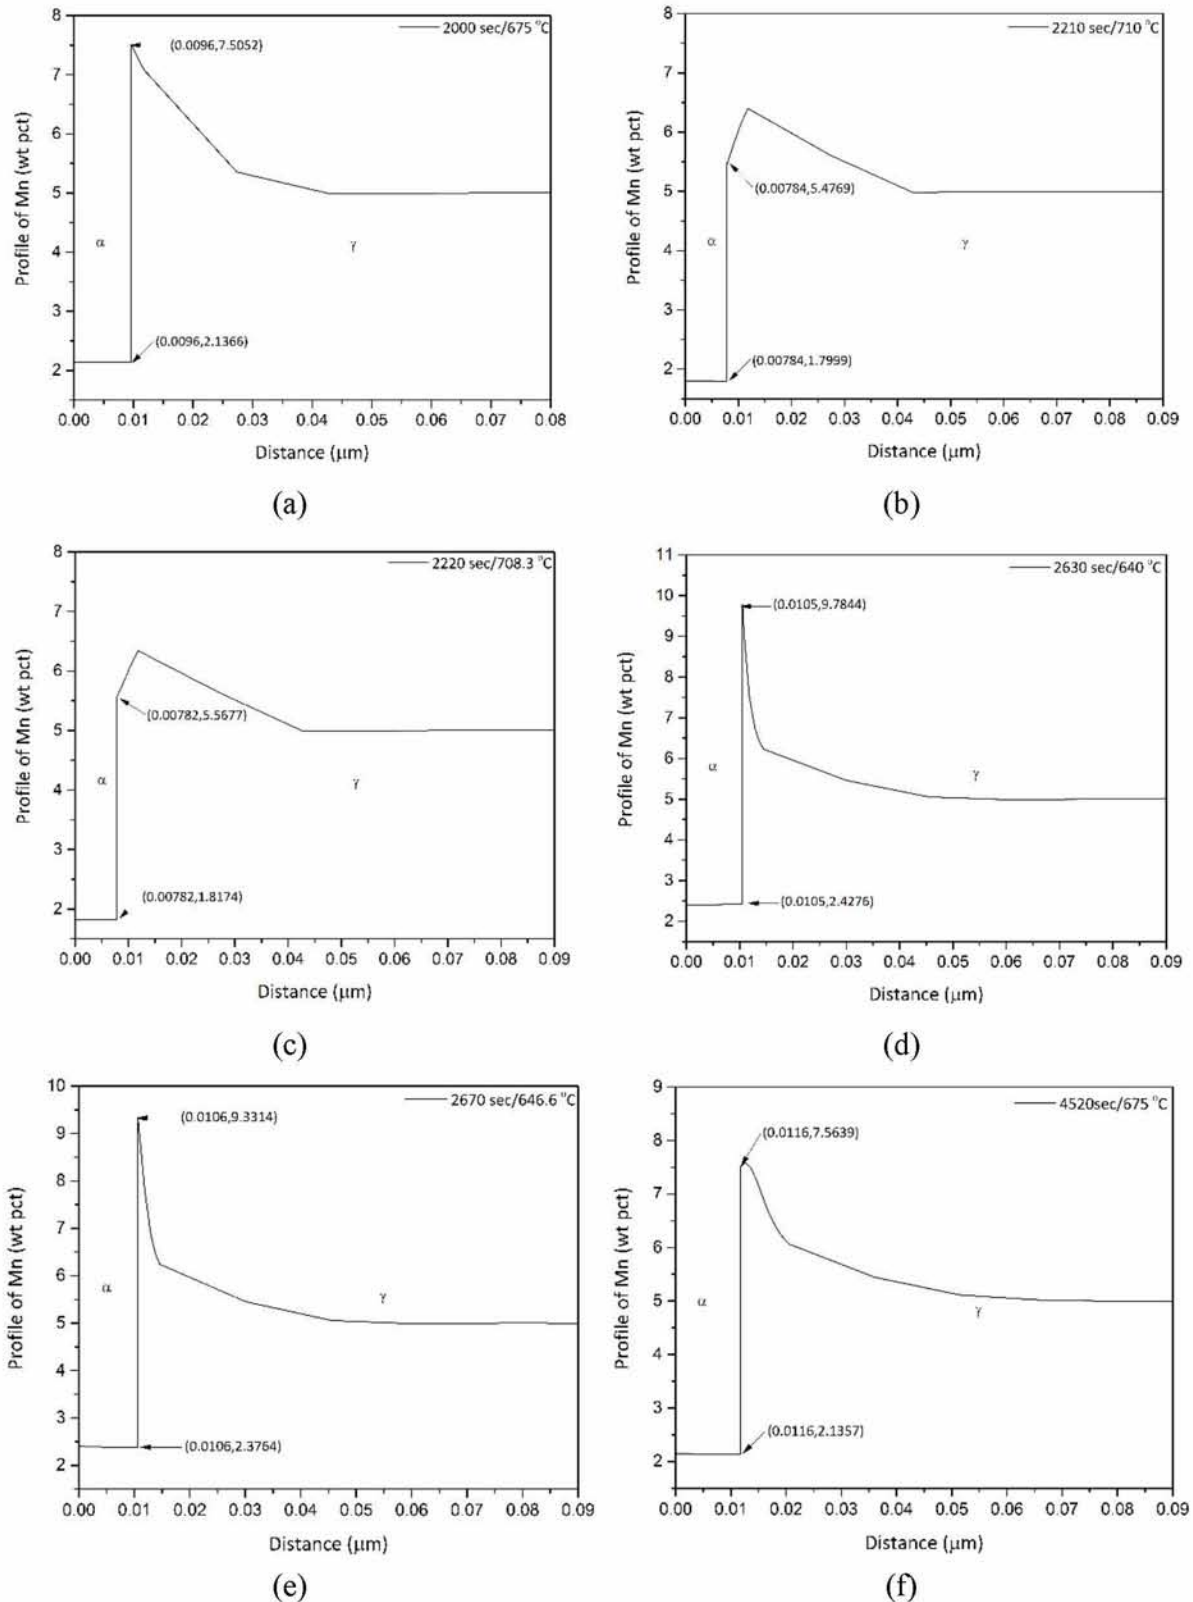 2000 sec/675 °C
(0.0096,7.5052)
Profile of Mn (wt pct)
8
7
6
5
4
3
2
α
γ
(0.0096,2.1366)
0.00 0.01 0.02 0.03 0.04 0.05 0.06 0.07 0.08
Distance (μm)
(a)
2210 sec/710 °C
Profile of Mn (wt pct)
8
7
6
5
4
3
2
(0.00784,5.4769)
α
γ
(0.00784,1.7999)
0.00 0.01 0.02 0.03 0.04 0.05 0.06 0.07 0.08 0.09
Distance (μm)
(b)
2220 sec/708.3 °C
Profile of Mn (wt pct)
8
7
6
5
4
3
2
(0.00782,5.5677)
α
γ
(0.00782,1.8174)
0.00 0.01 0.02 0.03 0.04 0.05 0.06 0.07 0.08 0.09
Distance (μm)
(c)
2630 sec/640 °C
(0.0105,9.7844)
Profile of Mn (wt pct)
11
10
9
8
7
6
5
4
3
2
α
γ
(0.0105,2.4276)
0.00 0.01 0.02 0.03 0.04 0.05 0.06 0.07 0.08 0.09
Distance (μm)
(d)
2670 sec/646.6 °C
(0.0106,9.3314)
Profile of Mn (wt pct)
10
9
8
7
6
5
4
3
2
α
γ
(0.0106,2.3764)
0.00 0.01 0.02 0.03 0.04 0.05 0.06 0.07 0.08 0.09
Distance (μm)
(e)
4520sec/675 °C
(0.0116,7.5639)
Profile of Mn (wt pct)
9
8
7
6
5
4
3
2
α
γ
(0.0116,2.1357)
0.00 0.01 0.02 0.03 0.04 0.05 0.06 0.07 0.08 0.09
Distance (μm)
(f)